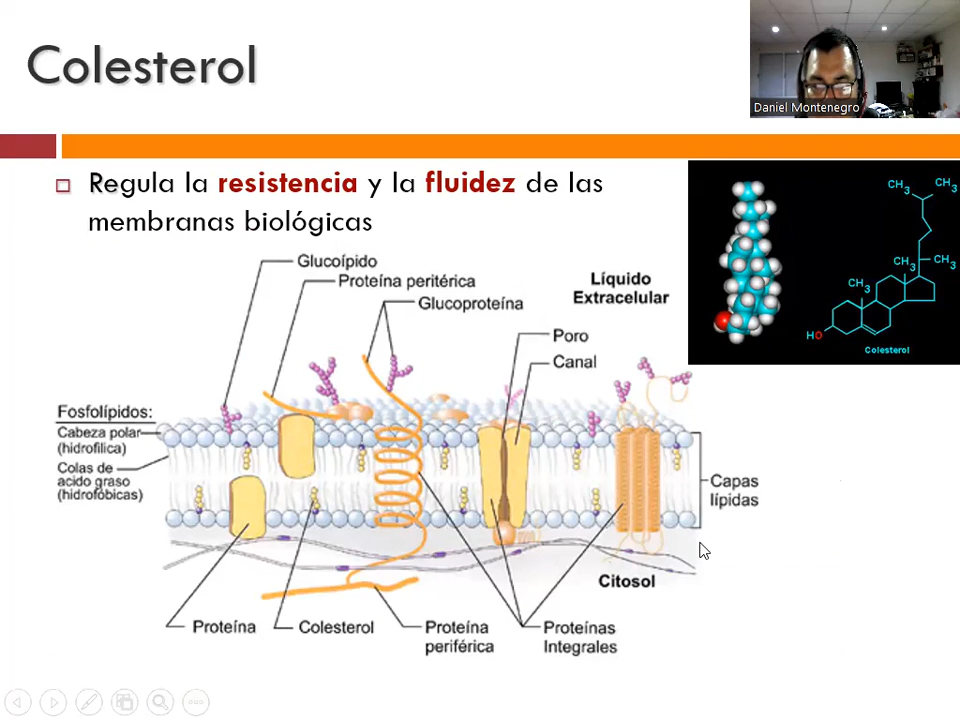 Colesterol
Daniel Montenegro
Regula la resistencia y la fluidez de las
membranas biológicas
CH3
CH3
CH3
CH3
CH3
HO
Colesterol
Glucoípido
Proteína peritérica
Glucoproteína
Líquido
Extracelular
Poro
Canal
Fosfolípidos:
Cabeza polar
(hidrofílica)
Colas de
acido graso
(hidrofóbicas)
Capas
lípidas
Citosol
Proteína
Colesterol
Proteína
periférica
Proteínas
Integrales